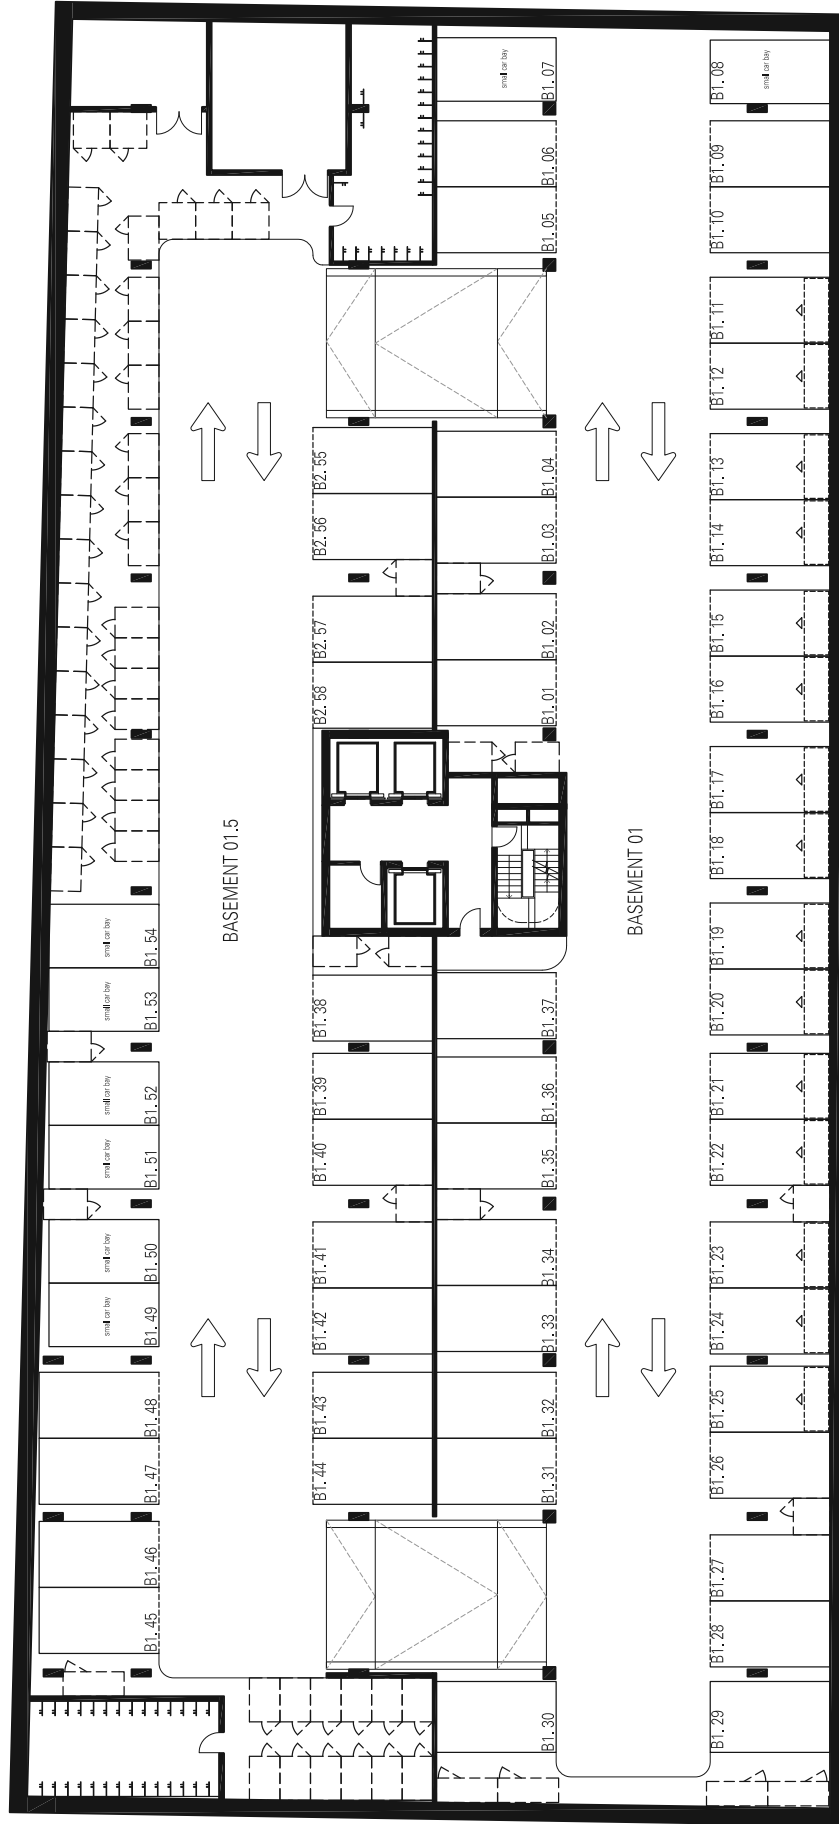 small car bay
B1. 07
B1. 08
small car bay
B1. 06
B1. 09
B1. 05
B1. 10
B1. 11
B1. 12
B2. 55
B1. 04
B1. 13
B2. 56
B1. 03
B1. 14
B2. 57
B1. 02
B1. 15
B2. 58
B1. 01
B1. 16
B1. 17
BASEMENT 01.5
BASEMENT 01
B1. 18
small car bay
B1. 54
B1. 19
small car bay
B1. 53
B1. 38
B1. 37
B1. 20
small car bay
B1. 52
B1. 39
B1. 36
B1. 21
small car bay
B1. 51
B1. 40
B1. 35
B1. 22
small car bay
B1. 50
B1. 41
B1. 34
B1. 23
small car bay
B1. 49
B1. 42
B1. 33
B1. 24
B1. 48
B1. 43
B1. 32
B1. 25
B1. 47
B1. 44
B1. 31
B1. 26
B1. 46
B1. 27
B1. 45
B1. 28
B1. 30
B1. 29